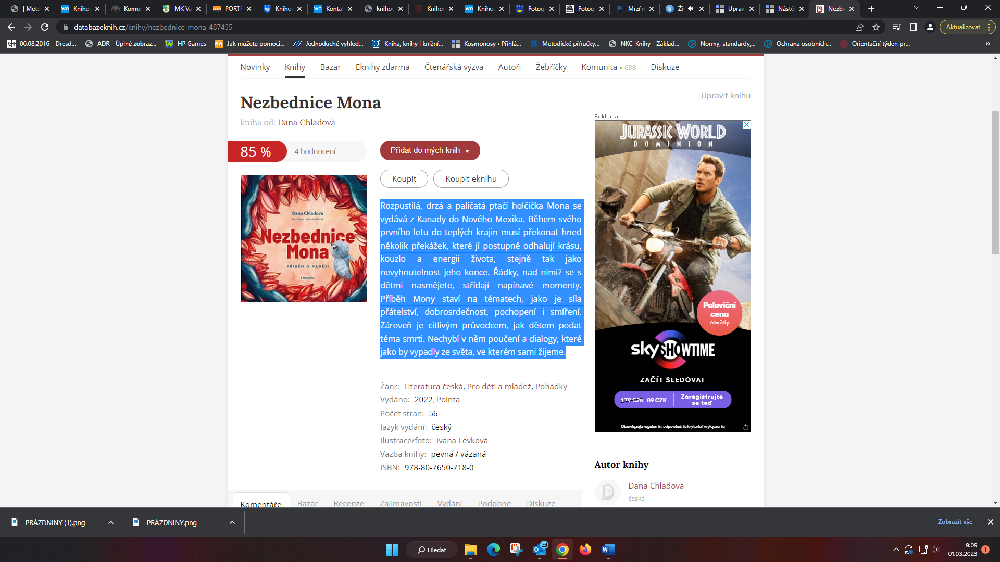 | Meto
Knihov
Komu
MK Va
PORTF
Knihov
Konta
knihov
Knihov
Knihov
Fotog
Fotog
Mrzí n
Uprav
Nástě
Nezbe
databazeknih.cz/knihy/nezbednice-mona-487455
Aktualizovat
06.08.2016 - Dresd...
ADR - Úplné zobraz...
HP Games
Jak můžete pomoci...
Jednoduché vyhled...
Kniha, knihy i knižní...
Kosmonosy › Přihlá...
Metodické příručky,...
NKC-Knihy - Základ...
Normy, standardy,...
Ochrana osobních...
Orientační týden pr...
»
Novinky Knihy Bazar Eknihy zdarma Čtenářská výzva Autoři Žebříčky Komunita • 688 Diskuze
Nezbednice Mona
Upravit knihu
kniha od: Dana Chladová
85 %
4 hodnocení
Přidat do mých knih
Koupit
Koupit eknihu
Dana Chladová
Ilustrace Ivana Lévková
Nezbednice
Mona
PŘÍBĚH O NADĚJI
pointa
Rozpustilá, drzá a paličatá ptačí holčička Mona se
vydává z Kanady do Nového Mexika. Během svého
prvního letu do teplých krajin musí překonat hned
několik překážek, které jí postupně odhalují krásu,
kouzlo a energii života, stejně tak jako
nevyhnutelnost jeho konce. Řádky, nad nimiž se s
dětmi nasmějete, střídají napínavé momenty.
Příběh Mony staví na tématech, jako je síla
přátelství, dobrosrdečnost, pochopení i smíření.
Zároveň je citlivým průvodcem, jak dětem podat
téma smrti. Nechybí v něm poučení a dialogy, které
jako by vypadly ze světa, ve kterém sami žijeme.
Žánr: Literatura česká, Pro děti a mládež, Pohádky
Vydáno: 2022, Pointa
Počet stran: 56
Jazyk vydání: český
Ilustrace/foto: Ivana Lévková
Vazba knihy: pevná / vázaná
ISBN: 978-80-7650-718-0
Komentáře Bazar Recenze Zajímavosti Vydání Podobné Diskuze
Reklama
JURASSIC WORLD
DOMINION
Poloviční
cena
navždy
sky SHOWTIME
ZAČÍT SLEDOVAT
179 CZK 89 CZK
Zaregistrujte
se teď
Obowiązuje regulamin, odpowiednie kryteria i wyłączenia
Autor knihy
Dana Chladová
česká
PRÁZDNINY (1).png
PRÁZDNINY.png
Zobrazit vše
Hledat
9:09
01.03.2023
1